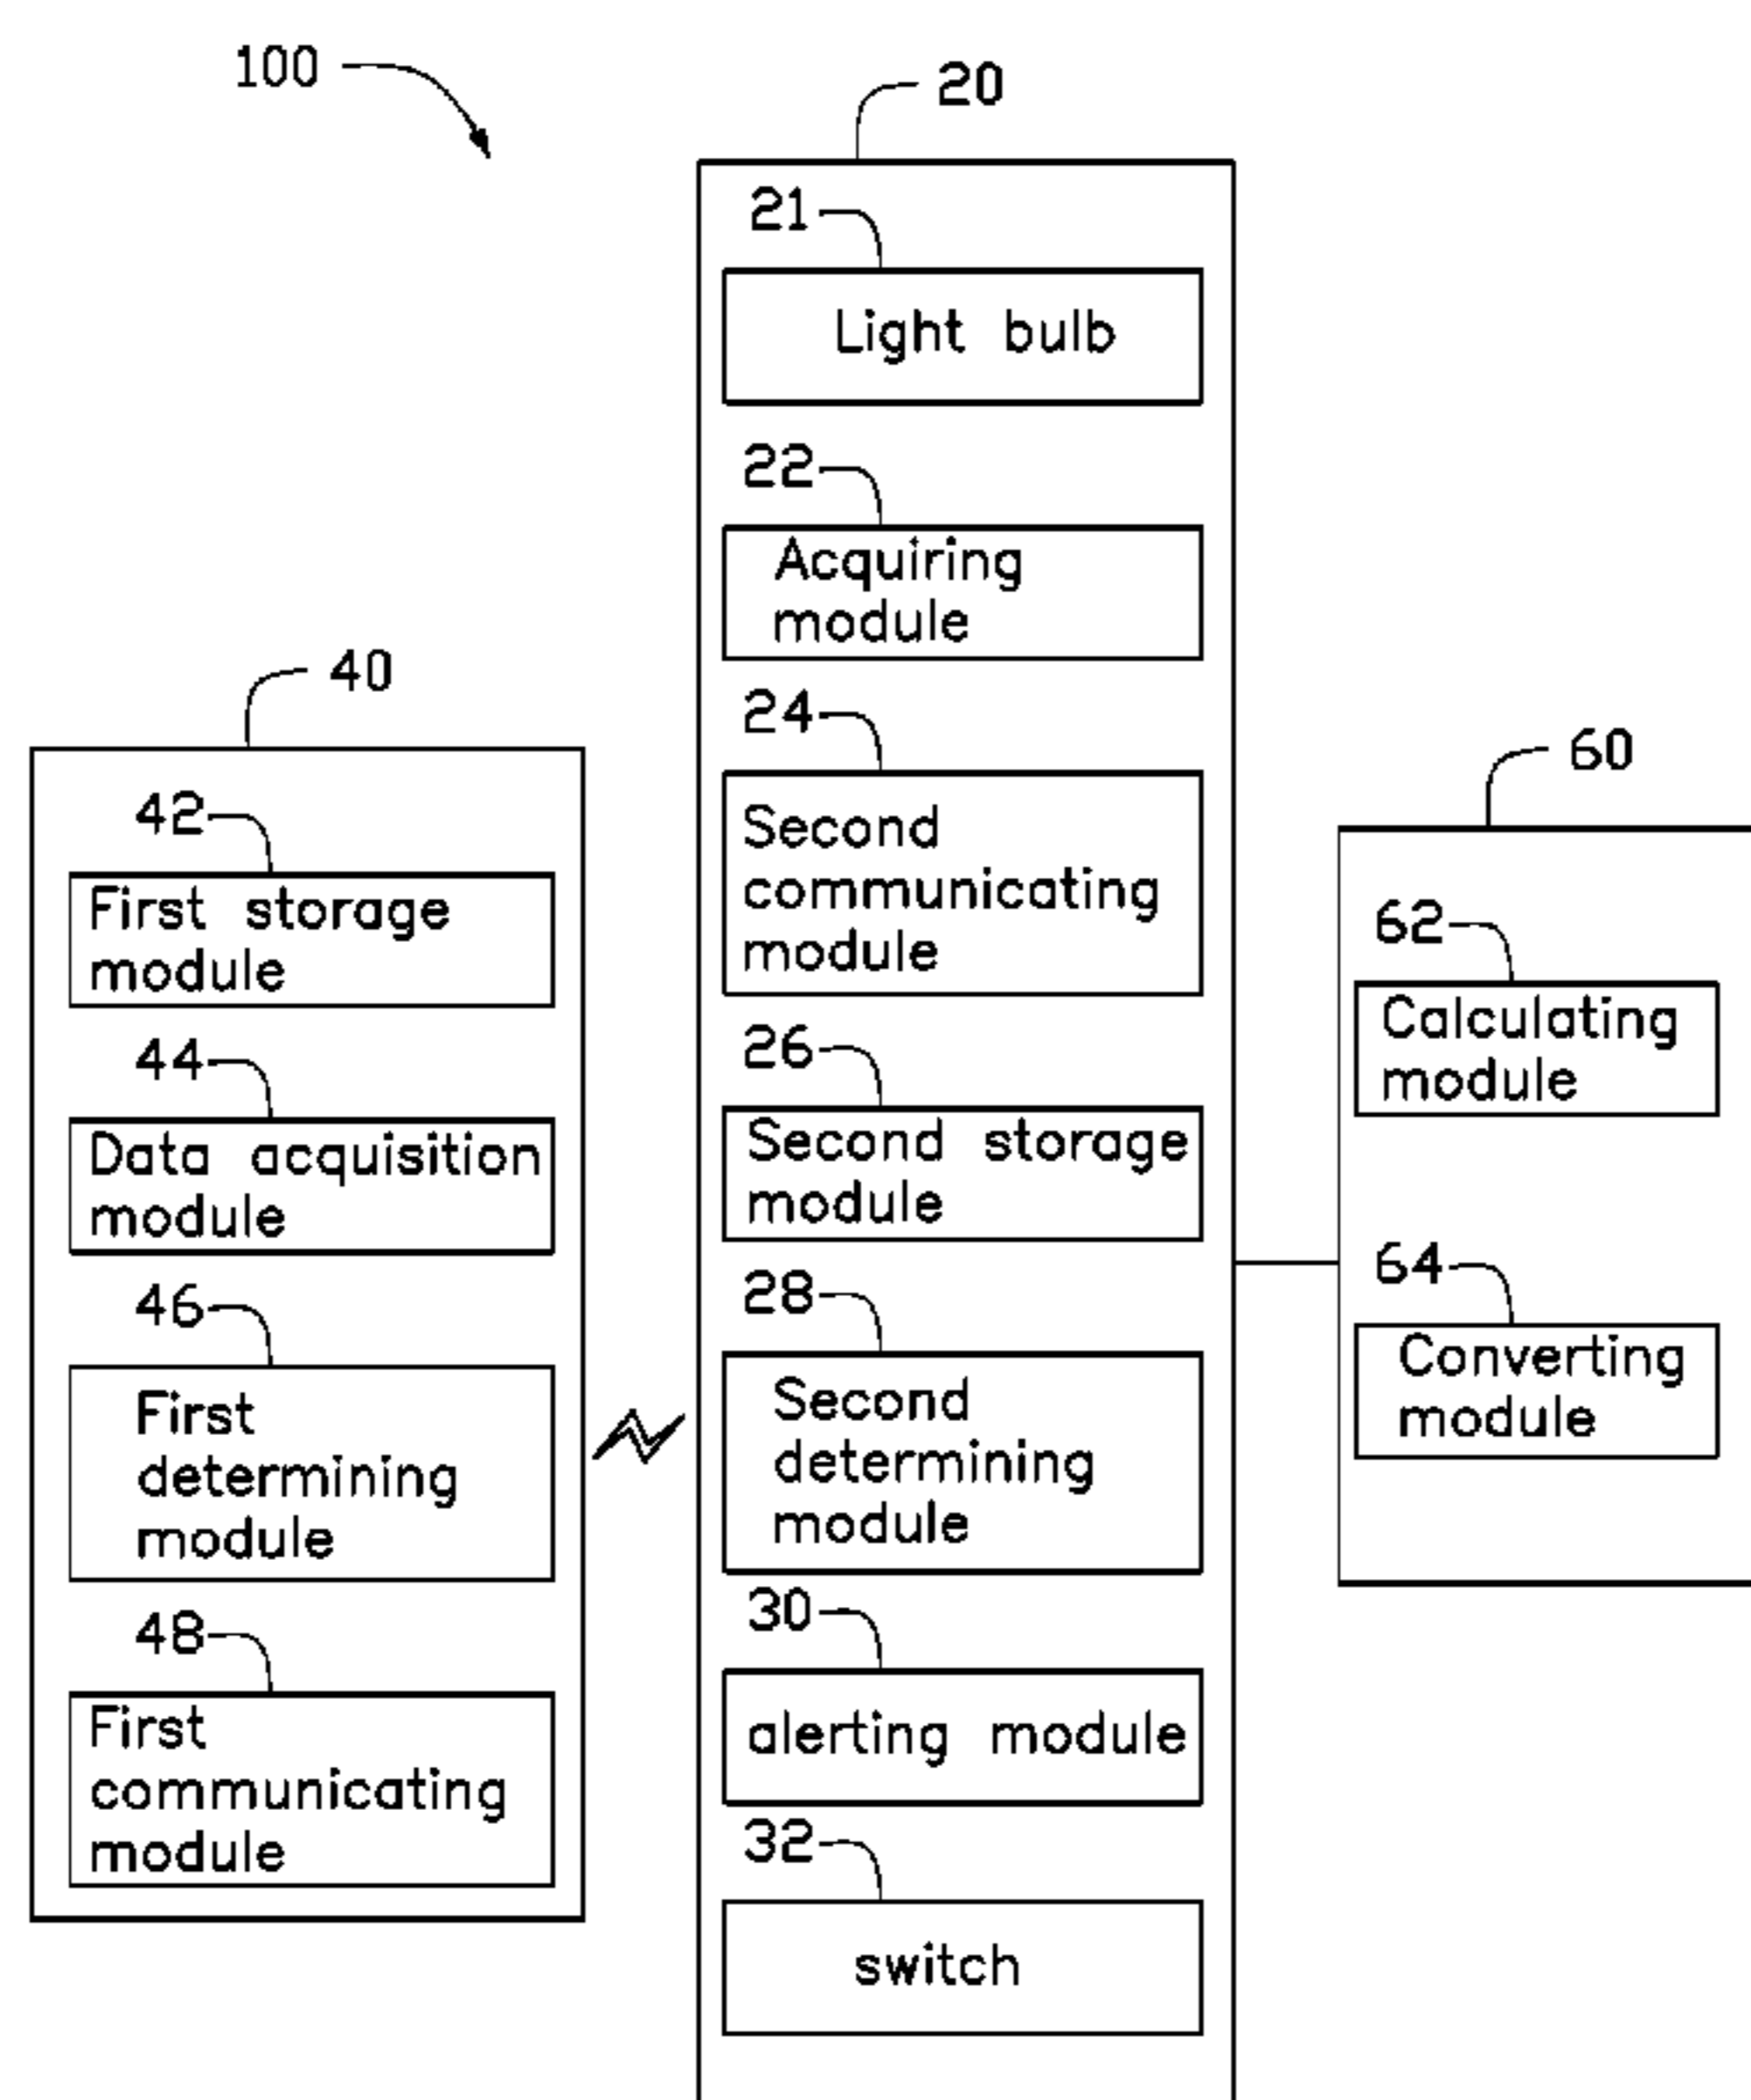 100
20
21
Light bulb
22
Acquiring
module
24
Second
communicating
module
26
Second storage
module
28
Second
determining
module
30
alerting module
32
switch
40
42
First storage
module
44
Data acquisition
module
46
First
determining
module
48
First
communicating
module
60
62
Calculating
module
64
Converting
module